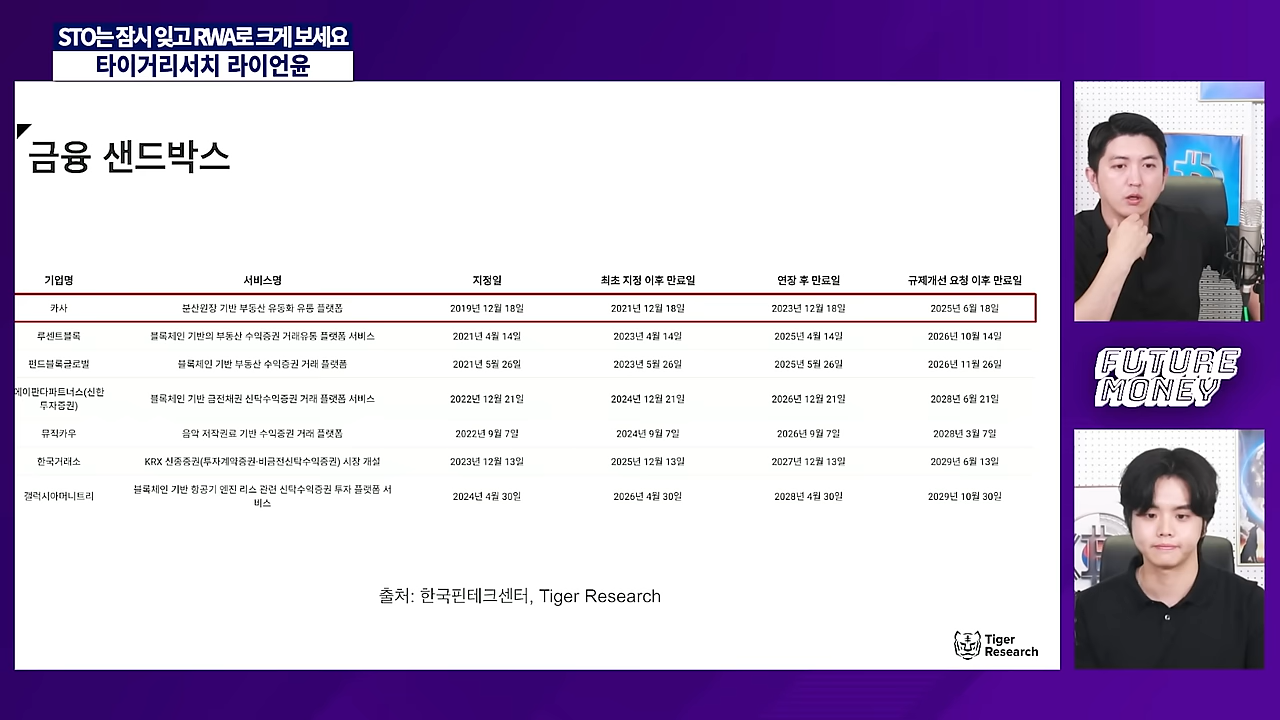 STO는 잠시 잊고 RWA로 크게 보세요
타이거리서치 라이언윤
금융 샌드박스
기업명 서비스명 지정일 최초 지정 이후 만료일 연장 후 만료일 규제개선 요청 이후 만료일
카사 분산원장 기반 부동산 유동화 유통 플랫폼 2019년 12월 18일 2021년 12월 18일 2023년 12월 18일 2025년 6월 18일
루센트블록 블록체인 기반의 부동산 수익증권 거래유통 플랫폼 서비스 2021년 4월 14일 2023년 4월 14일 2025년 4월 14일 2026년 10월 14일
펀드블록글로벌 블록체인 기반 부동산 수익증권 거래 플랫폼 2021년 5월 26일 2023년 5월 26일 2025년 5월 26일 2026년 11월 26일
에이판다파트너스(신한
투자증권) 블록체인 기반 금전채권 신탁수익증권 거래 플랫폼 서비스 2022년 12월 21일 2024년 12월 21일 2026년 12월 21일 2028년 6월 21일
뮤직카우 음악 저작권료 기반 수익증권 거래 플랫폼 2022년 9월 7일 2024년 9월 7일 2026년 9월 7일 2028년 3월 7일
한국거래소 KRX 신종증권(투자계약증권·비금전신탁수익증권) 시장 개설 2023년 12월 13일 2025년 12월 13일 2027년 12월 13일 2029년 6월 13일
갤럭시아머니트리 블록체인 기반 항공기 엔진 리스 관련 신탁수익증권 투자 플랫폼 서
비스 2024년 4월 30일 2026년 4월 30일 2028년 4월 30일 2029년 10월 30일
출처: 한국핀테크센터, Tiger Research
Tiger
Research
FUTURE
MONEY